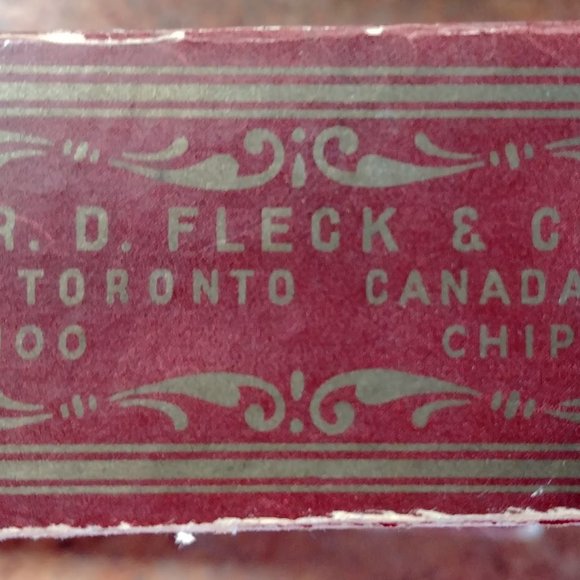 R. D. FLECK & C
TORONTO CANADA
100 CHIP